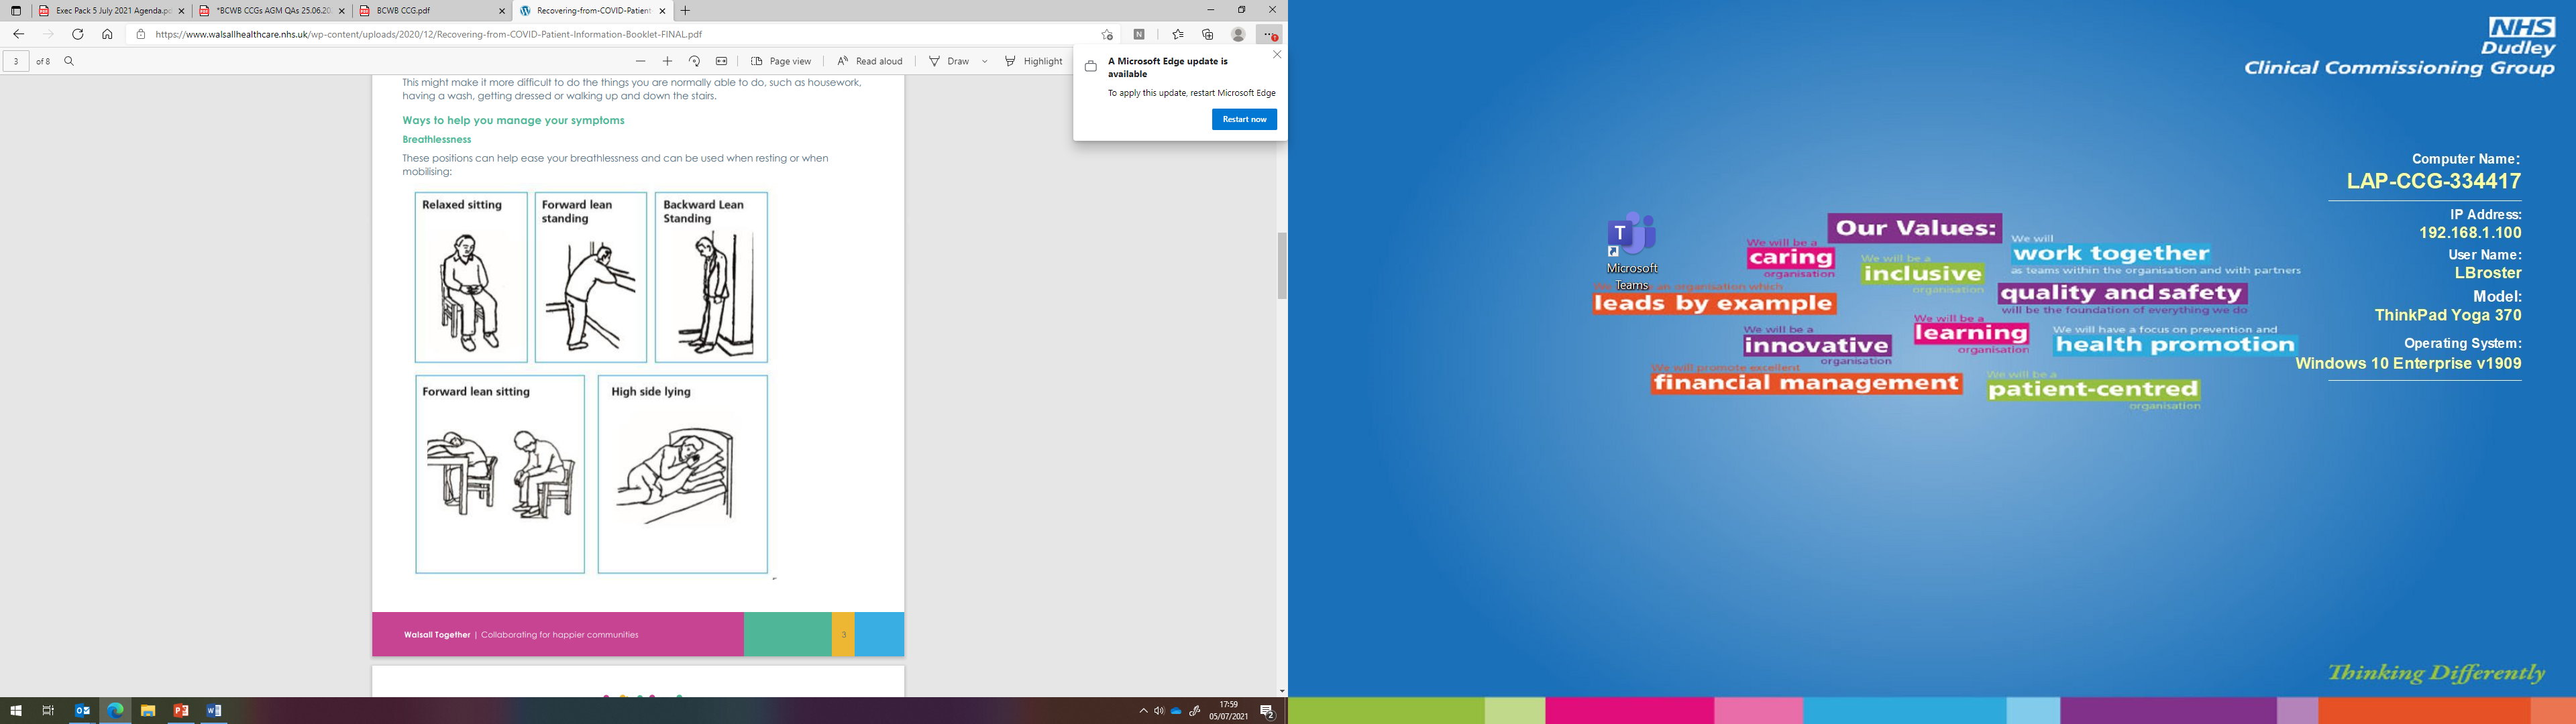 Exec Pack 5 July 2021 Agenda.pd
*BCWB CCGs AGM QAs 25.06.20
BCWB CCG.pdf
Recovering-from-COVID-Patient-
https://www.walsallhealthcare.nhs.uk/wp-content/uploads/2020/12/Recovering-from-COVID-Patient-Information-Booklet-FINAL.pdf
3 of 8
Page view
Read aloud
Draw
Highlight
A Microsoft Edge update is
available
To apply this update, restart Microsoft Edge
Restart now
This might make it more difficult to do the things you are normally able to do, such as housework,
having a wash, getting dressed or walking up and down the stairs.
Ways to help you manage your symptoms
Breathlessness
These positions can help ease your breathlessness and can be used when resting or when
mobilising:
Relaxed sitting
Forward lean
standing
Backward Lean
Standing
Forward lean sitting
High side lying
Walsall Together | Collaborating for happier communities
3
17:59
05/07/2021
2
NHS
Dudley
Clinical Commissioning Group
Computer Name:
LAP-CCG-334417
IP Address:
192.168.1.100
User Name:
LBroster
Model:
ThinkPad Yoga 370
Operating System:
Windows 10 Enterprise v1909
Microsoft
Teams
Our Values:
We will be a
caring
organisation
We will be a
inclusive
organisation
We will
work together
as teams within the organisation and with partners
an organisation which
leads by example
quality and safety
will be the foundation of everything we do
We will be a
innovative
organisation
We will be a
learning
organisation
We will have a focus on prevention and
health promotion
We will promote excellent
financial management
We will be a
patient-centred
organisation
Thinking Differently